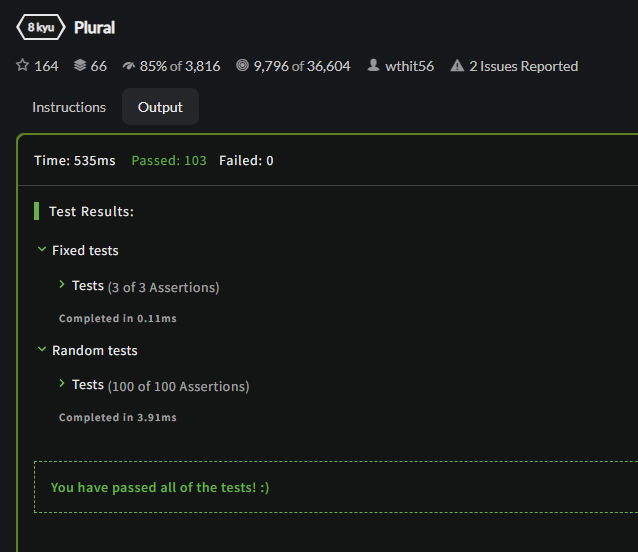 8 kyu Plural
164 66 85% of 3,816 9,796 of 36,604 wthit56 2 Issues Reported
Instructions Output
Time: 535ms Passed: 103 Failed: 0
Test Results:
Fixed tests
Tests (3 of 3 Assertions)
Completed in 0.11ms
Random tests
Tests (100 of 100 Assertions)
Completed in 3.91ms
You have passed all of the tests! :)